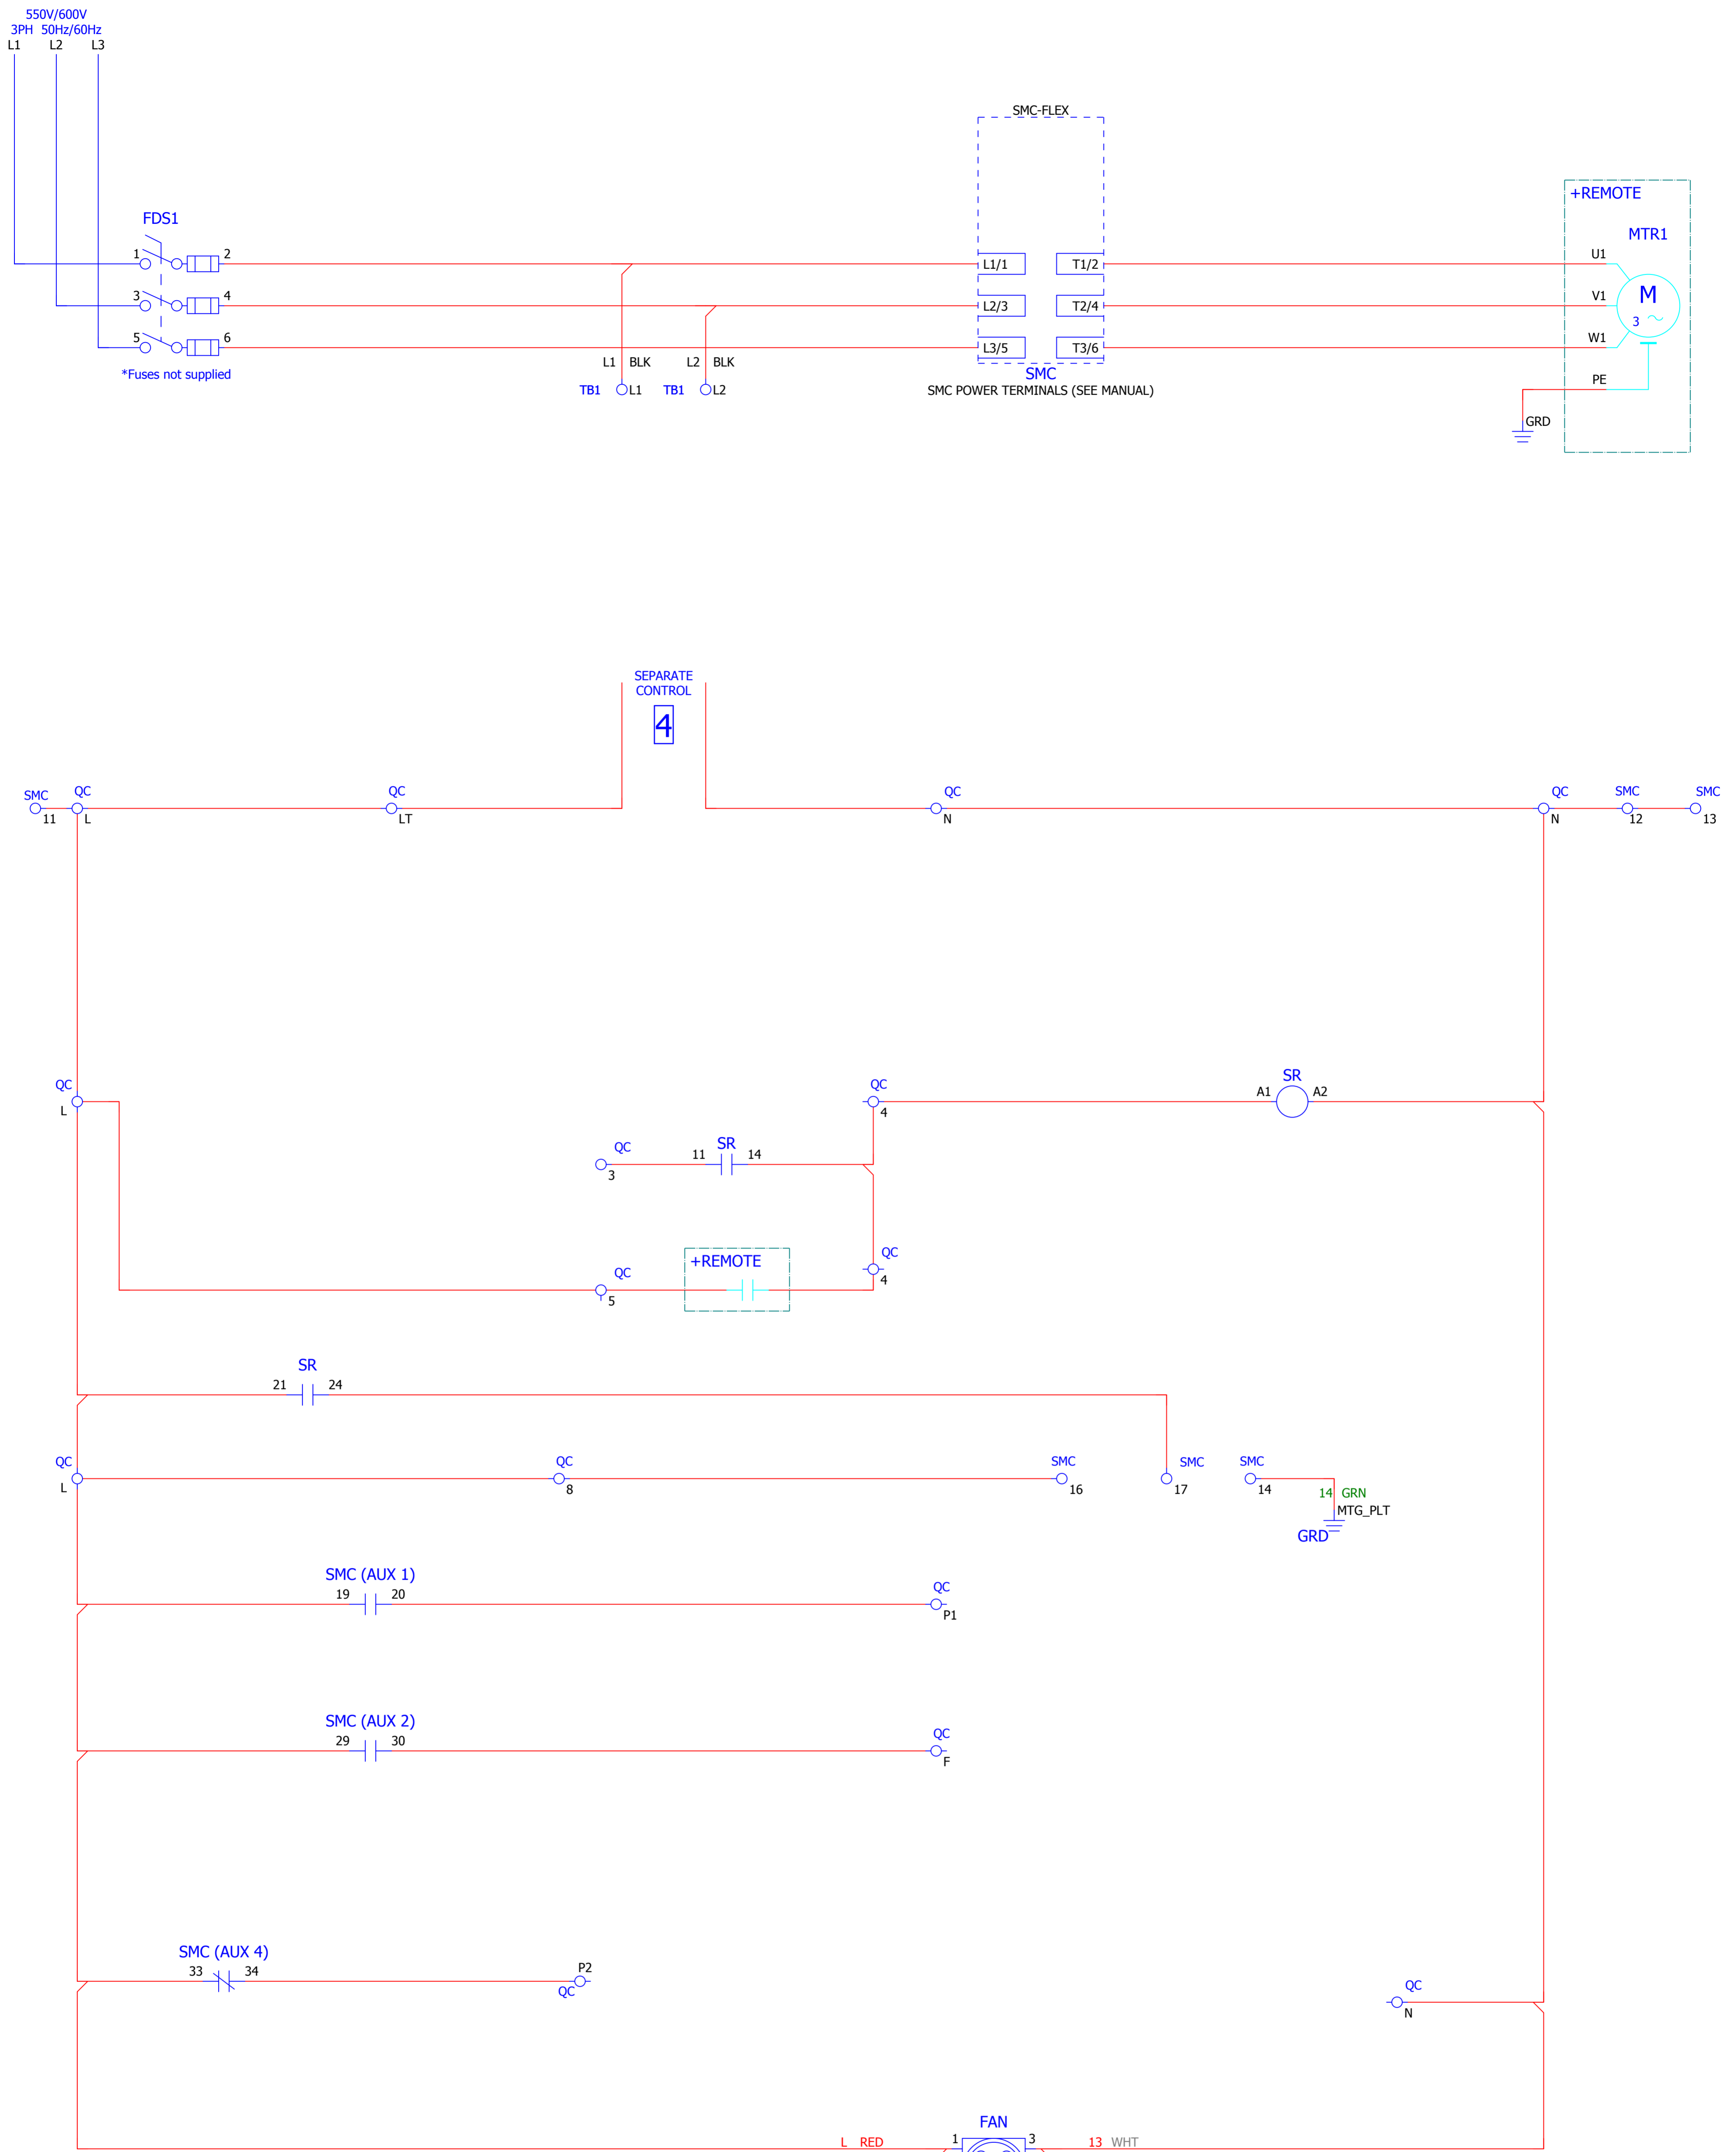 550V/600V
3PH 50Hz/60Hz
L1 L2 L3
SMC-FLEX
+REMOTE
MTR1
FDS1
1 2 L1/1 T1/2 U1
3 4 L2/3 T2/4 V1 M
3
5 6 L3/5 T3/6 W1
*Fuses not supplied
L1 BLK L2 BLK
SMC
TB1 L1 TB1 L2
SMC POWER TERMINALS (SEE MANUAL)
PE
GRD
SEPARATE
CONTROL
4
SMC QC QC QC QC SMC SMC
11 L LT N N 12 13
QC QC SR
L 4 A1 A2
QC 11 SR 14
3
QC +REMOTE QC
5 4
SR
21 24
QC QC SMC SMC SMC
L 8 16 17 14
14 GRN
MTG_PLT
GRD
SMC (AUX 1)
19 20 QC
P1
SMC (AUX 2)
29 30 QC
F
SMC (AUX 4)
33 34 P2
QC
QC
N
FAN
L RED 1 3 13 WHT